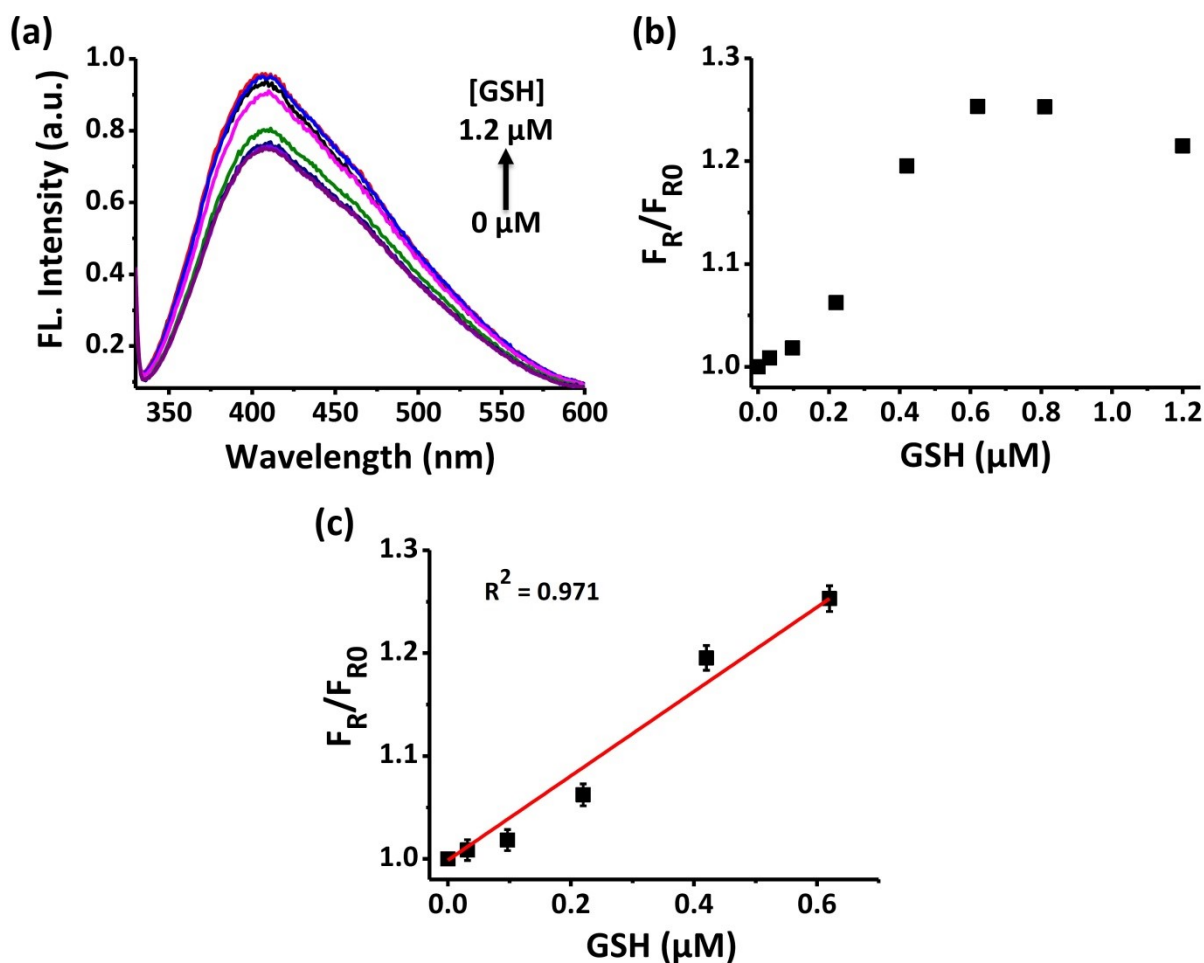 (a)
FL. Intensity (a.u.)
1.0
0.8
0.6
0.4
0.2
[GSH]
1.2 µM
0 µM
350 400 450 500 550 600
Wavelength (nm)
(b)
F_R/F_R0
1.3
1.2
1.1
1.0
0.0 0.2 0.4 0.6 0.8 1.0 1.2
GSH (µM)
(c)
F_R/F_R0
1.3
1.2
1.1
1.0
R² = 0.971
0.0 0.2 0.4 0.6
GSH (µM)